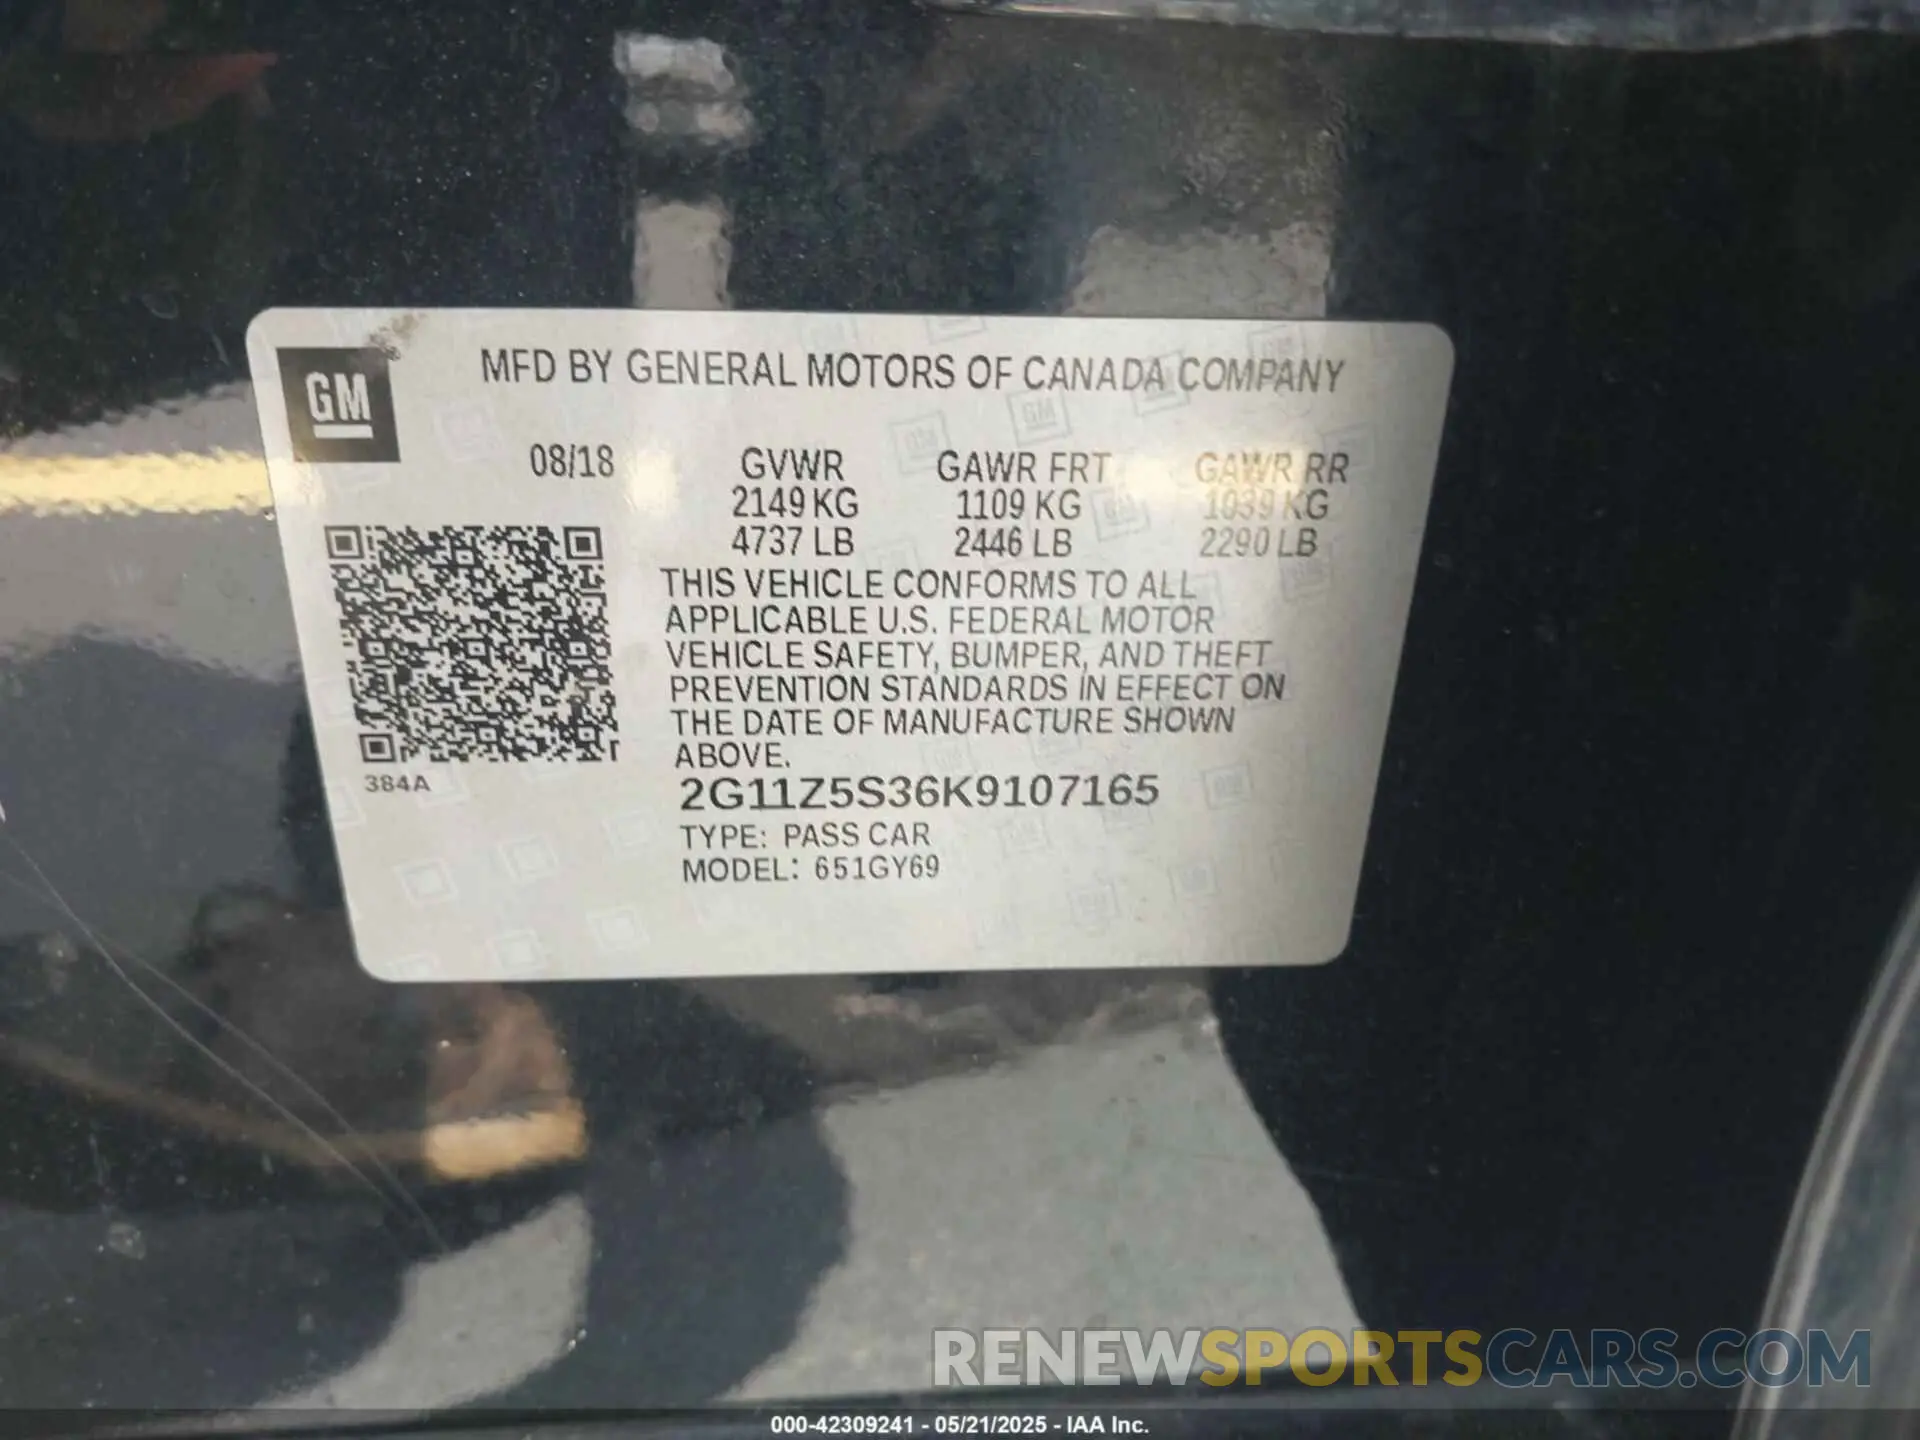 GM
MFD BY GENERAL MOTORS OF CANADA COMPANY
08/18 GVWR GAWR FRT GAWR RR
2149 KG 1109 KG 1039 KG
4737 LB 2446 LB 2290 LB
THIS VEHICLE CONFORMS TO ALL
APPLICABLE U.S. FEDERAL MOTOR
VEHICLE SAFETY, BUMPER, AND THEFT
PREVENTION STANDARDS IN EFFECT ON
THE DATE OF MANUFACTURE SHOWN
ABOVE.
384A
2G11Z5S36K9107165
TYPE: PASS CAR
MODEL: 651GY69
RENEWSPORTSCARS.COM
000-42309241 - 05/21/2025 - IAA Inc.